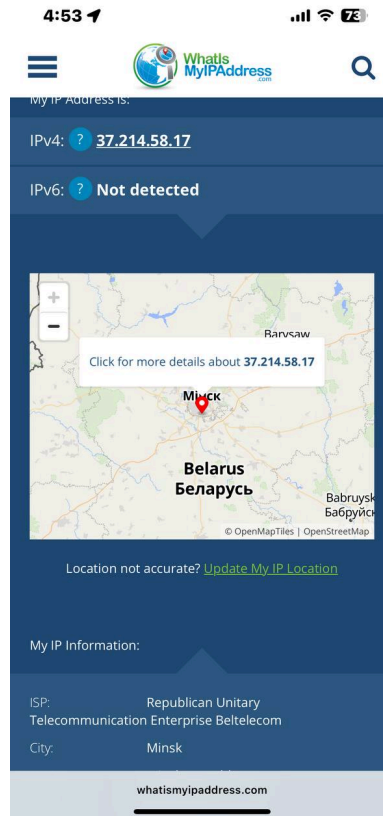 4:53
73
WhatIs
MyIPAddress
.com
My IP Address is:
IPv4: ? 37.214.58.17
IPv6: ? Not detected
+
−
Barysaw
Click for more details about 37.214.58.17
Мінск
Belarus
Беларусь
Babruysk
Бабруйск
© OpenMapTiles | OpenStreetMap
Location not accurate? Update My IP Location
My IP Information:
ISP: Republican Unitary
Telecommunication Enterprise Beltelecom
City: Minsk
whatismyipaddress.com